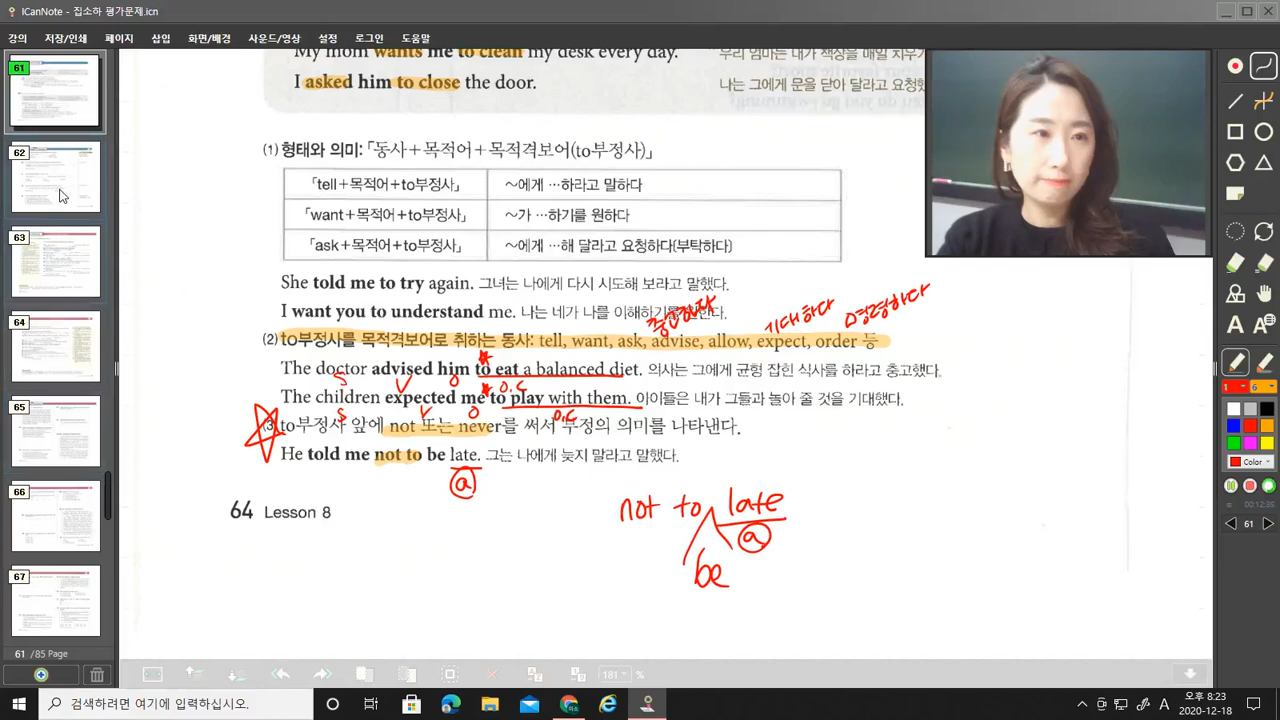 ICanNote - 집소하 평가문제.icn
강의 저장/인쇄 페이지 삽입 화면/배경 사운드/영상 설정 로그인 도움말
61
62
63
64
65
66
67
61 /85 Page
My mom wants me to clean my desk every day. 우리 엄마는 내가 책상을 매일 치우기
him to close the door. 나는 그에게 문을 닫아 달라고 요청했
(1) 형태와 의미: 「동사+목적어+목적격보어(to부정사)」
「tell+목적어+to부정사」 ~에게 …하라고 말하다
「want+목적어+to부정사」 ~가 …하기를 원하다
「ask+목적어+to부정사」 ~에게 …해 달라고 요청하다(부탁하다)
She told me to try again. 그녀는 나에게 다시 시도해 보라고 말했다.
I want you to understand me. 나는 네가 나를 이해하기를 원한다.
기대하다 명령하다
(2) to부정사를 목적격보어로 취하는 동사: tell, want, ask, advise, allow, expect, order 등
The doctor advised him to eat a balanced diet. 의사는 그에게 균형 잡힌 식사를 하라고 충고했다.
S V O O.C
The children expected me to play with them. 아이들은 내가 그들과 놀아 줄 것을 기대했다.
S V O O.C
(3) to부정사 앞에 not 또는 never를 써서 부정의 의미를 나타낸다.
He told me not to be late. 그는 나에게 늦지 말라고 말했다.
a
not to late
a
be
64 Lesson 8
181 %
Color
1 6
00:12:35
61
검색하려면 여기에 입력하십시오.
A 오후 8:23
2020-12-18